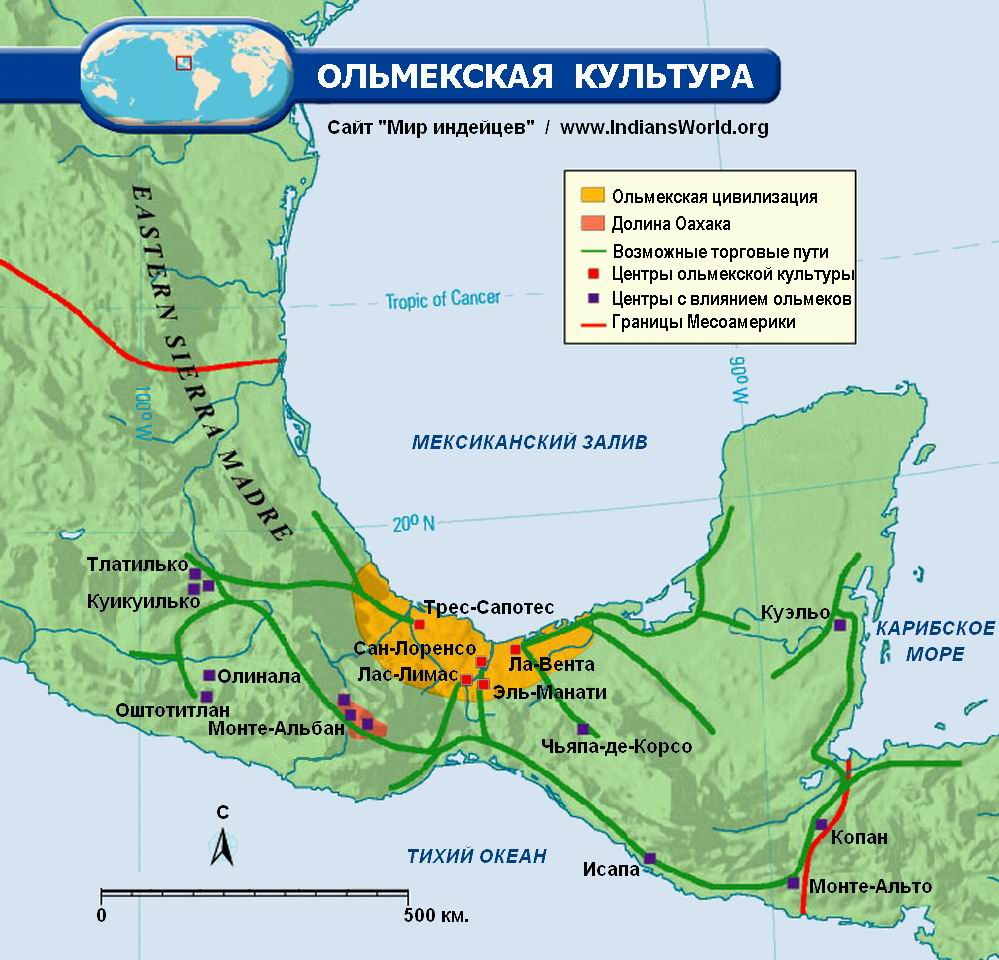 ОЛЬМЕКСКАЯ КУЛЬТУРА
Сайт "Мир индейцев" / www.IndiansWorld.org
Ольмекская цивилизация
Долина Оахака
Возможные торговые пути
Центры ольмекской культуры
Центры с влиянием ольмеков
Границы Месоамерики
EASTERN SIERRA MADRE
Tropic of Cancer
90º W
100º W
МЕКСИКАНСКИЙ ЗАЛИВ
20º N
Тлатилько
Куикуилько
Трес-Сапотес
Куэльо
КАРИБСКОЕ
МОРЕ
Сан-Лоренсо
Ла-Вента
Лас-Лимас
Эль-Манати
Олинала
Оштотитлан
Монте-Альбан
Чьяпа-де-Корсо
С
ТИХИЙ ОКЕАН
Копан
Исапа
Монте-Альто
0
500 км.